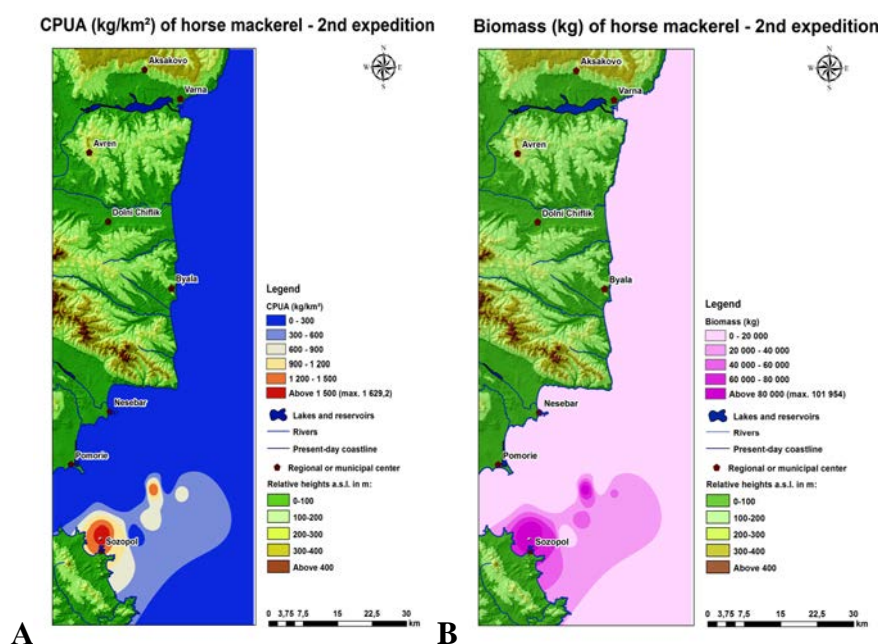 CPUA (kg/km²) of horse mackerel - 2nd expedition
N
W E
S
Aksakovo
Varna
Avren
Dolni Chiflik
Byala
Nesebar
Pomorie
Sozopol
Legend
CPUA (kg/km²)
0 - 300
300 - 600
600 - 900
900 - 1 200
1 200 - 1 500
Above 1 500 (max. 1 629,2)
Lakes and reservoirs
Rivers
Present-day coastline
Regional or municipal center
Relative heights a.s.l. in m:
0-100
100-200
200-300
300-400
Above 400
0 3,75 7,5 15 22,5 30
km
A
Biomass (kg) of horse mackerel - 2nd expedition
N
W E
S
Aksakovo
Varna
Avren
Dolni Chiflik
Byala
Nesebar
Pomorie
Sozopol
Legend
Biomass (kg)
0 - 20 000
20 000 - 40 000
40 000 - 60 000
60 000 - 80 000
Above 80 000 (max. 101 954)
Lakes and reservoirs
Rivers
Present-day coastline
Regional or municipal center
Relative heights a.s.l. in m:
0-100
100-200
200-300
300-400
Above 400
0 3,75 7,5 15 22,5 30
km
B